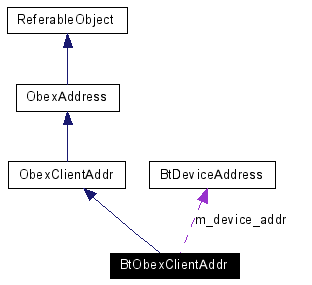 ReferableObject
ObexAddress
ObexClientAddr
BtDeviceAddress
m_device_addr
BtObexClientAddr